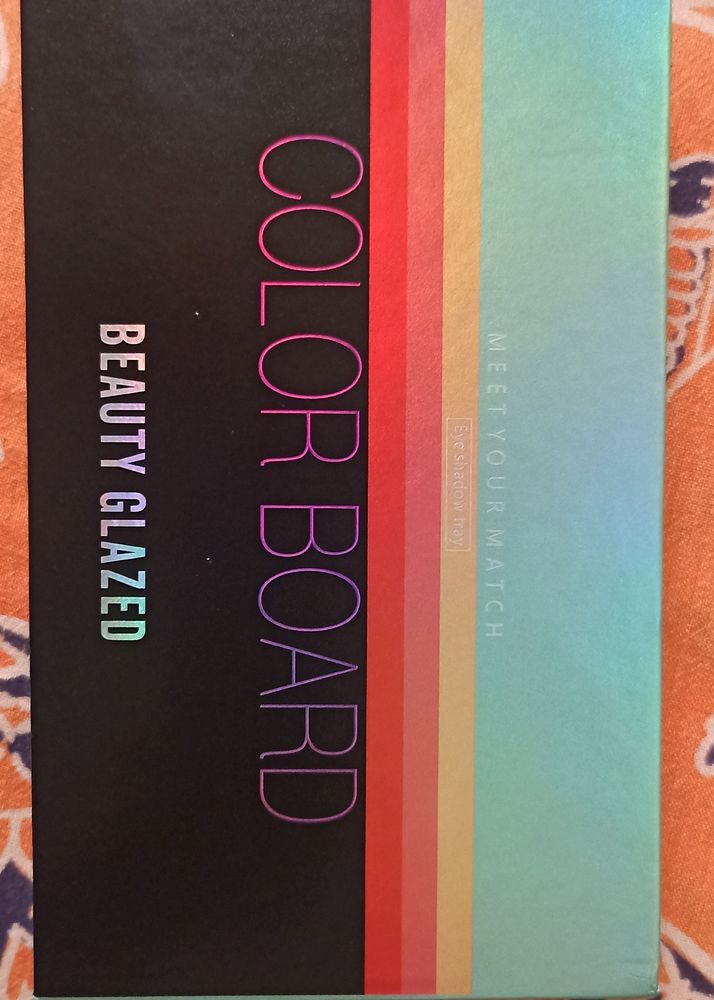 MEET YOUR MATCH
Eye shadow tray
COLOR BOARD
BEAUTY GLAZED